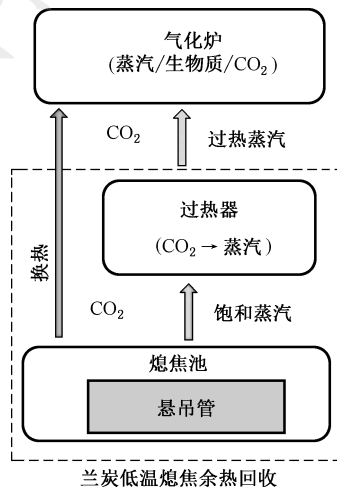 气化炉
(蒸汽/生物质/CO₂)
CO₂ 过热蒸汽
过热器
(CO₂→蒸汽)
换热
CO₂ 饱和蒸汽
熄焦池
悬吊管
兰炭低温熄焦余热回收